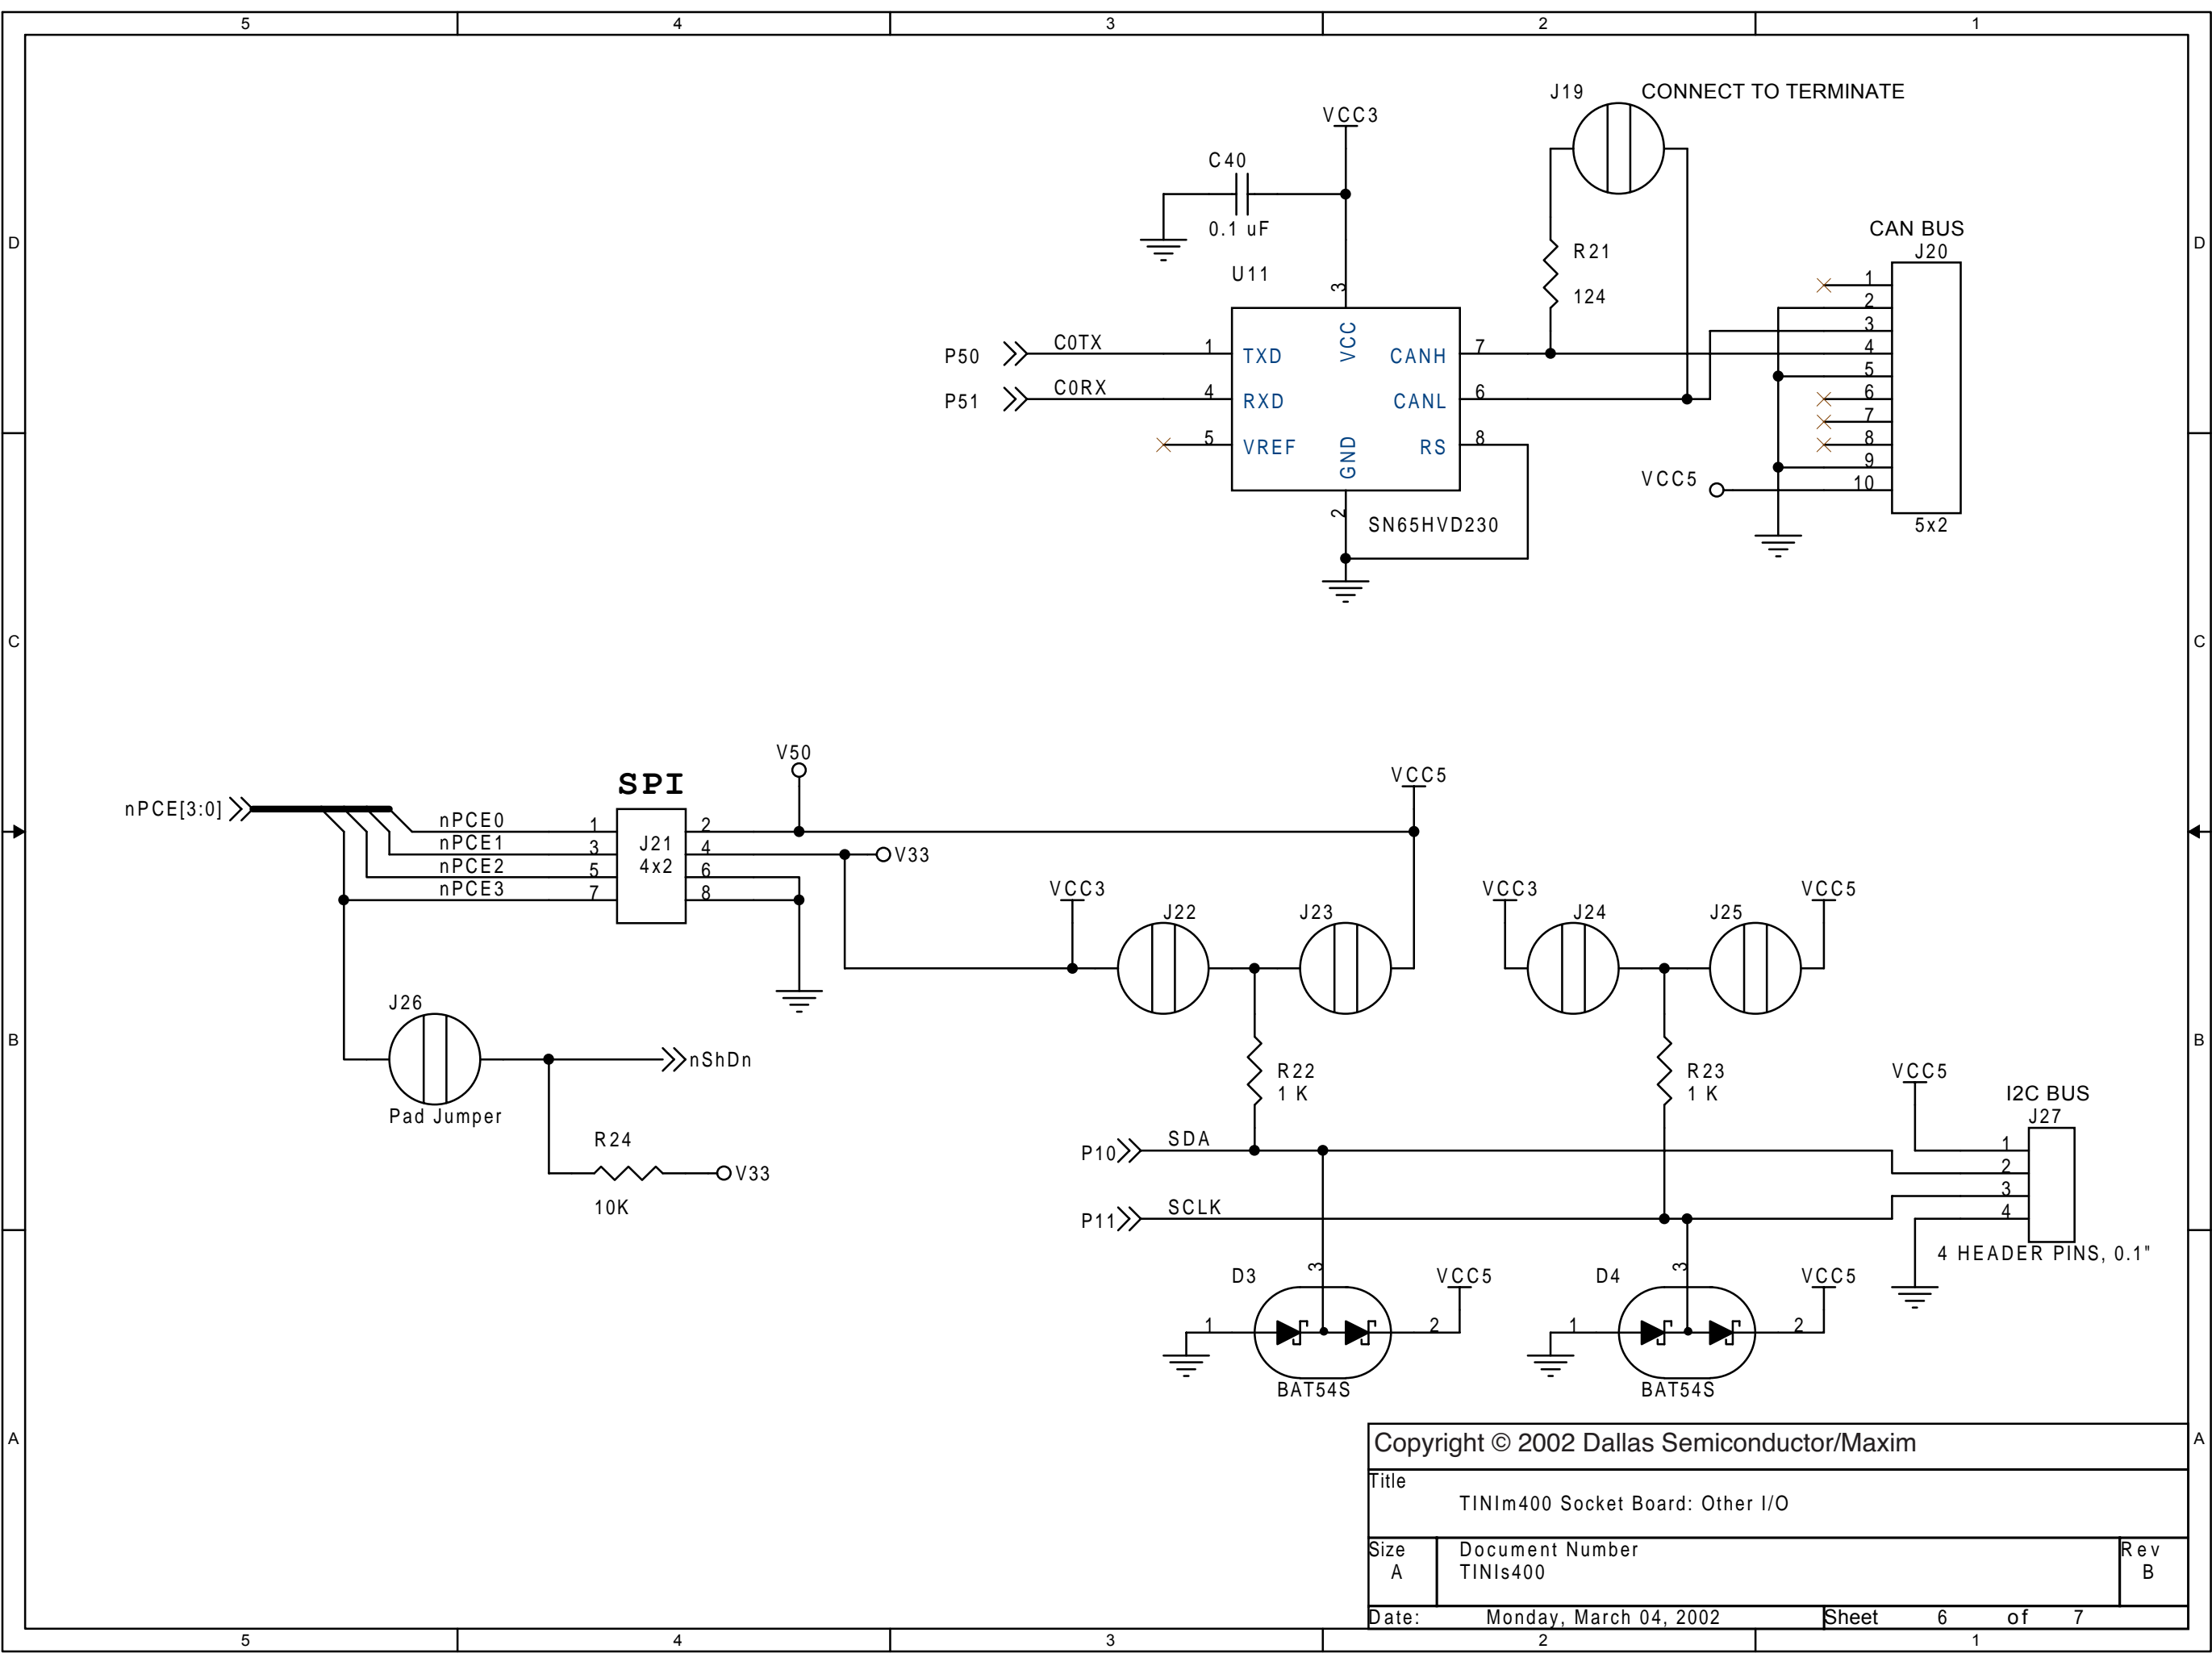 5 4 3 2 1
J19 CONNECT TO TERMINATE
VCC3
C40
0.1 uF
D D
CAN BUS
J20
R21
124
U11
3
1
2
3
4
5
6
7
8
9
10
5x2
VCC5
P50 C0TX 1 TXD VCC CANH 7
P51 C0RX 4 RXD CANL 6
5 VREF GND RS 8
2
SN65HVD230
C C
V50
SPI
VCC5
nPCE[3:0]
nPCE0 1 2
nPCE1 3 J21 4 V33
nPCE2 5 4x2 6
nPCE3 7 8
VCC3 VCC3 VCC5
J22 J23 J24 J25
J26
B B
nShDn
Pad Jumper
R22
1 K
R23
1 K
VCC5
I2C BUS
J27
R24
V33
10K
P10 SDA
P11 SCLK
1
2
3
4
4 HEADER PINS, 0.1"
D3 3 VCC5 D4 3 VCC5
1 2 1 2
BAT54S BAT54S
A A
Copyright © 2002 Dallas Semiconductor/Maxim
Title
TINIm400 Socket Board: Other I/O
Size Document Number Rev
A TINIs400 B
Date: Monday, March 04, 2002 Sheet 6 of 7
5 4 3 2 1